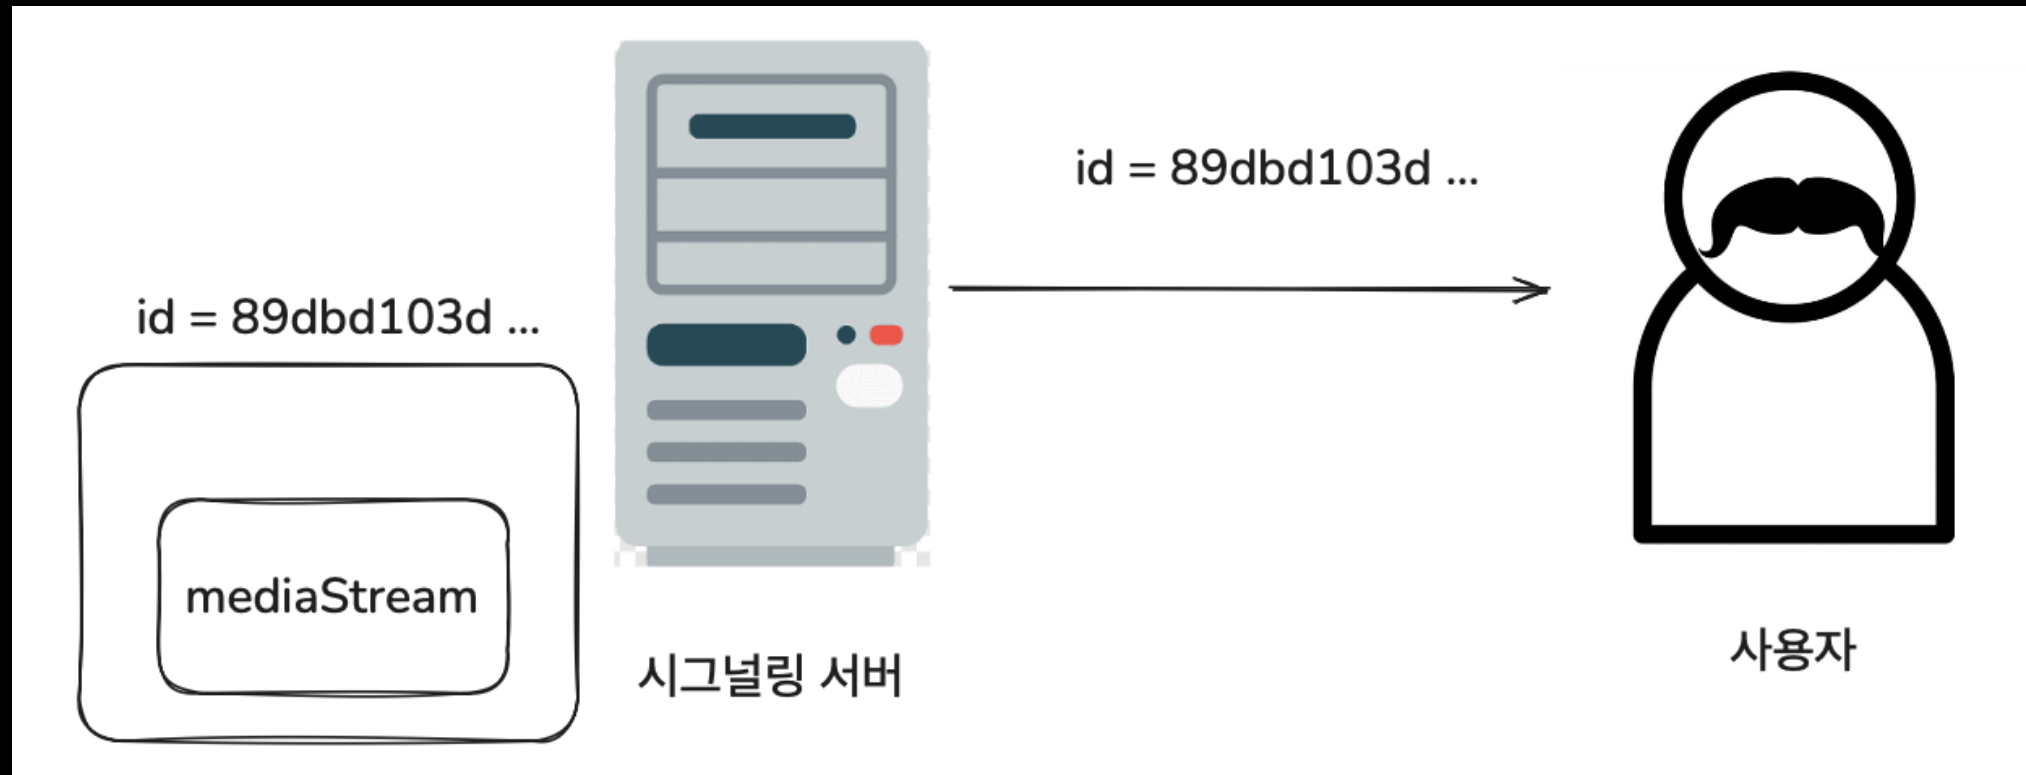 id = 89dbd103d ...
id = 89dbd103d ...
mediaStream
시그널링 서버
사용자